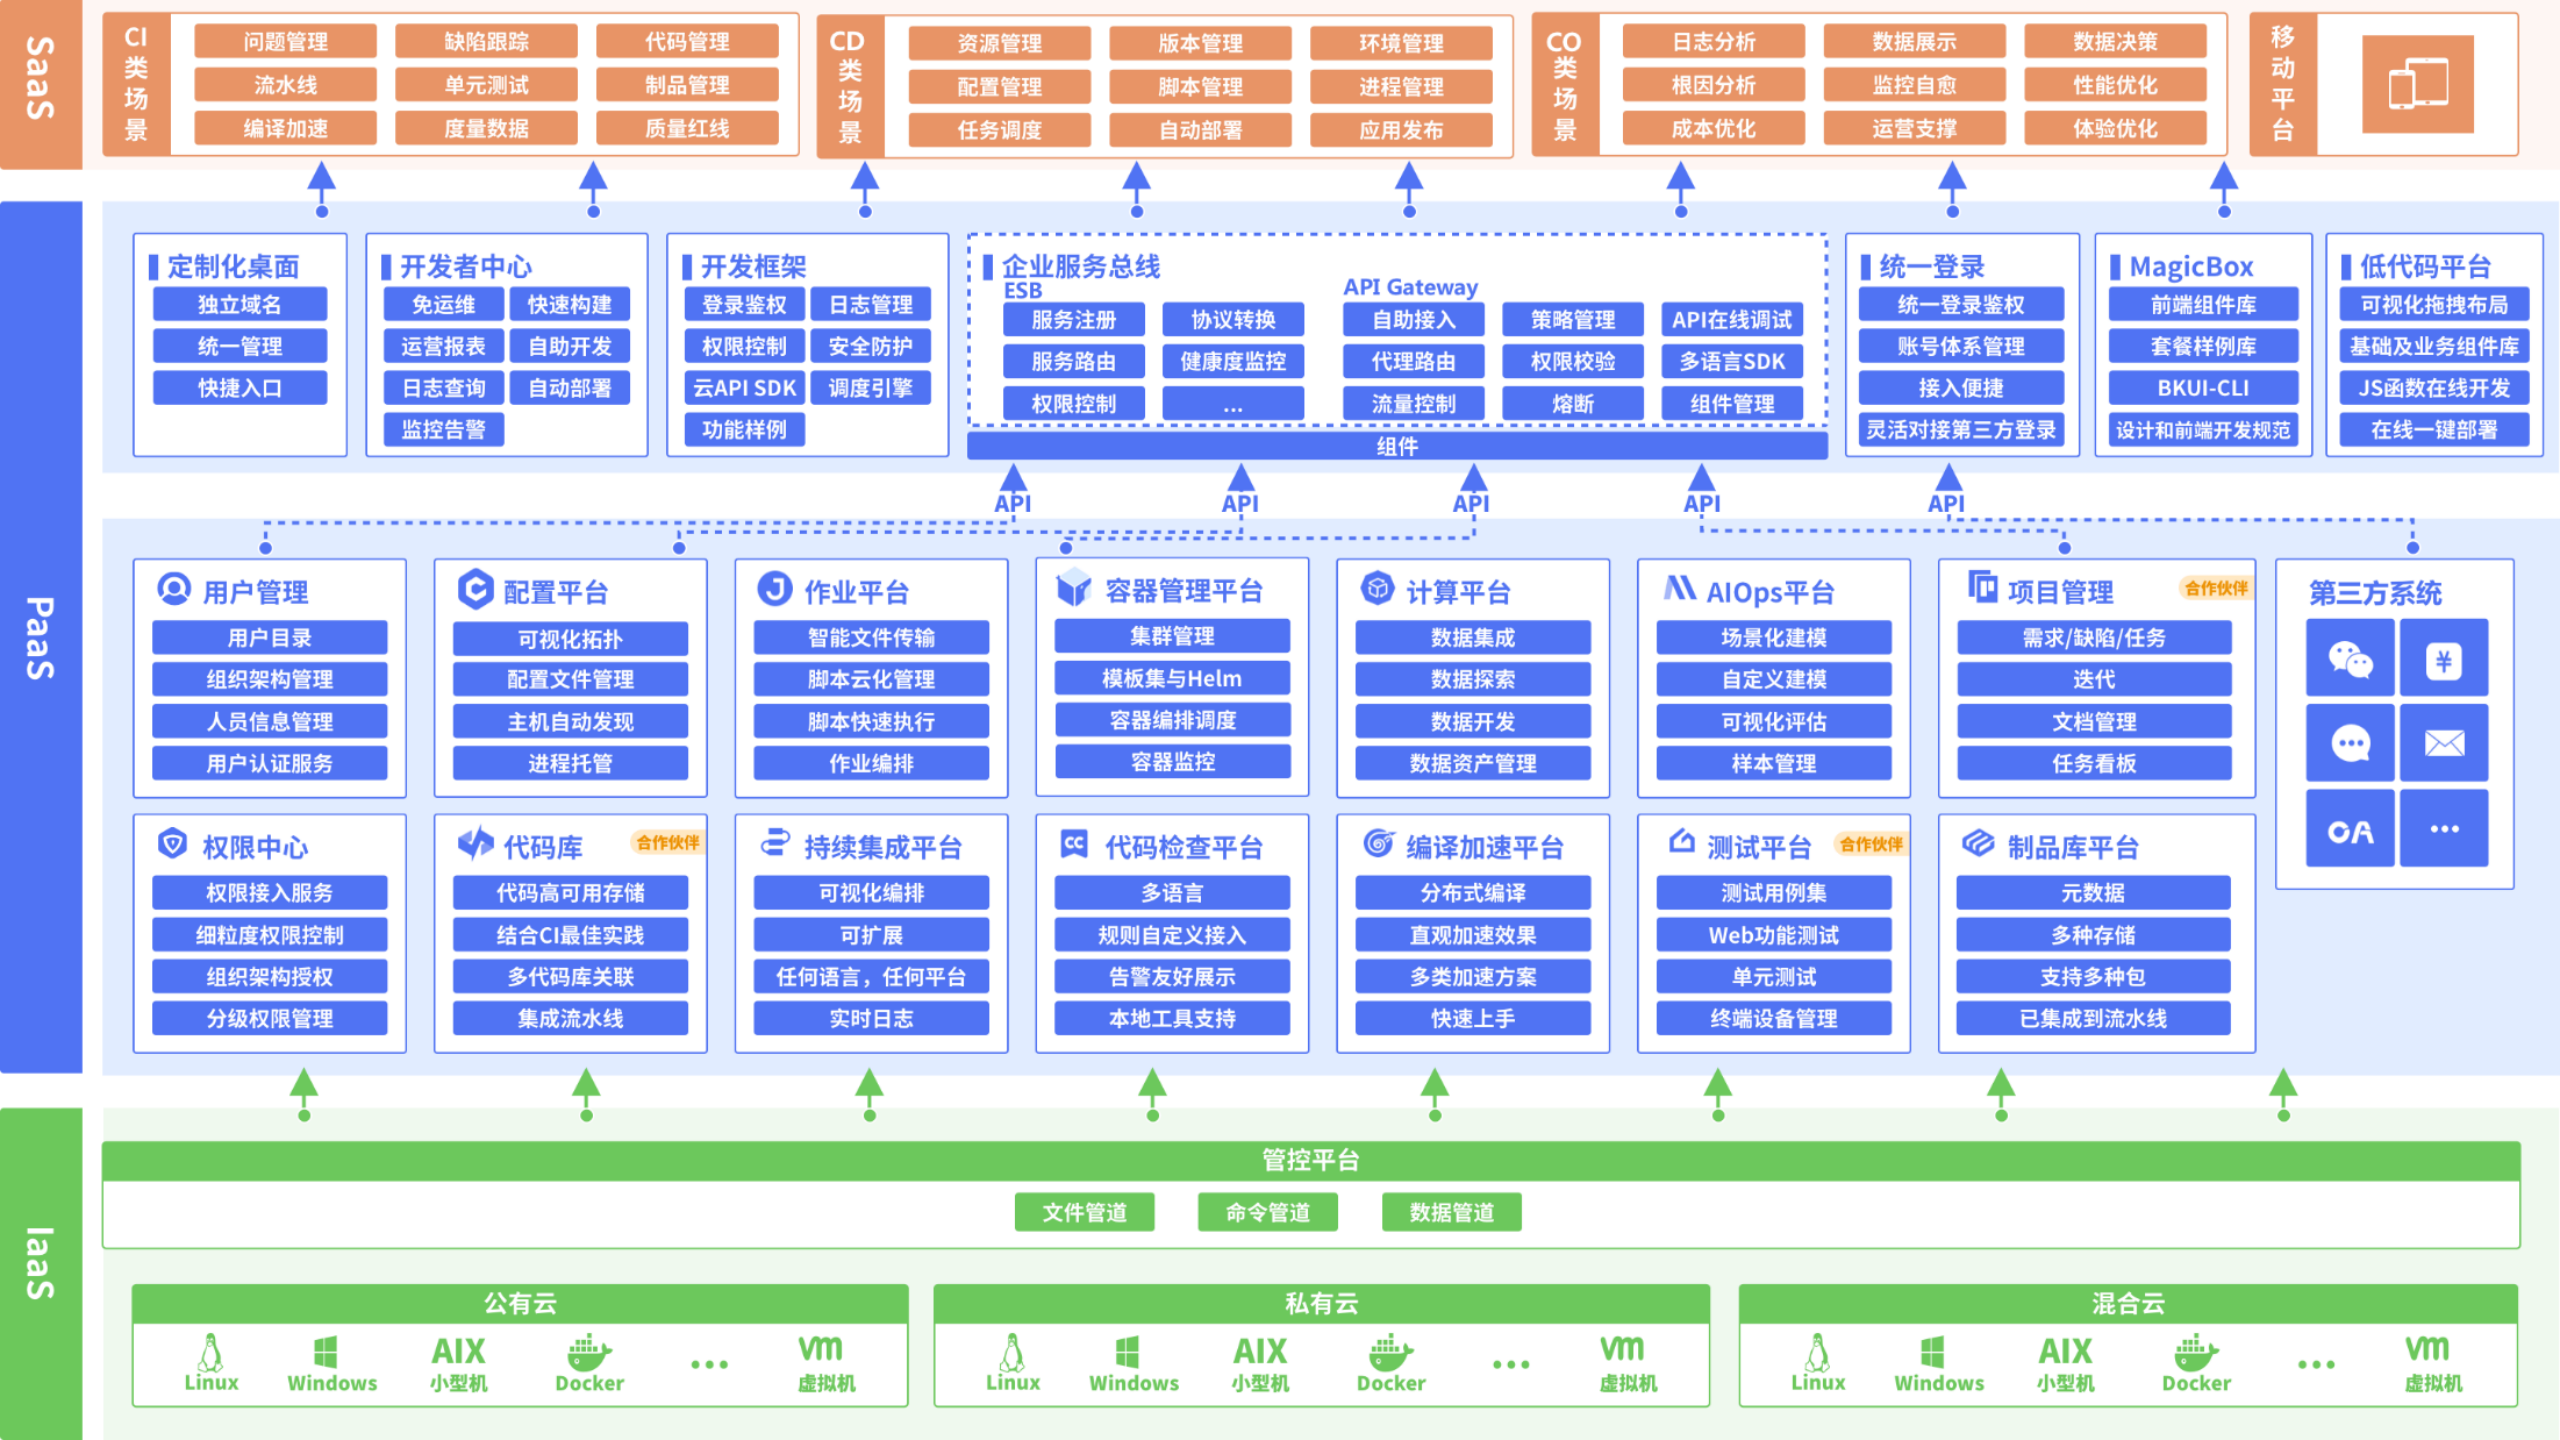 SaaS
CI类场景
问题管理 缺陷跟踪 代码管理
流水线 单元测试 制品管理
编译加速 度量数据 质量红线
CD类场景
资源管理 版本管理 环境管理
配置管理 脚本管理 进程管理
任务调度 自动部署 应用发布
CO类场景
日志分析 数据展示 数据决策
根因分析 监控自愈 性能优化
成本优化 运营支撑 体验优化
移动平台
PaaS
定制化桌面
独立域名
统一管理
快捷入口
开发者中心
免运维 快速构建
运营报表 自助开发
日志查询 自动部署
监控告警
开发框架
登录鉴权 日志管理
权限控制 安全防护
云API SDK 调度引擎
功能样例
企业服务总线
ESB
服务注册 协议转换
服务路由 健康度监控
权限控制 ...
API Gateway
自助接入 策略管理 API在线调试
代理路由 权限校验 多语言SDK
流量控制 熔断 组件管理
组件
统一登录
统一登录鉴权
账号体系管理
接入便捷
灵活对接第三方登录
MagicBox
前端组件库
套餐样例库
BKUI-CLI
设计和前端开发规范
低代码平台
可视化拖拽布局
基础及业务组件库
JS函数在线开发
在线一键部署
API API API API API
用户管理
用户目录
组织架构管理
人员信息管理
用户认证服务
配置平台
可视化拓扑
配置文件管理
主机自动发现
进程托管
作业平台
智能文件传输
脚本云化管理
脚本快速执行
作业编排
容器管理平台
集群管理
模板集与Helm
容器编排调度
容器监控
计算平台
数据集成
数据探索
数据开发
数据资产管理
AIOps平台
场景化建模
自定义建模
可视化评估
样本管理
项目管理 合作伙伴
需求/缺陷/任务
迭代
文档管理
任务看板
第三方系统
¥
OA ...
权限中心
权限接入服务
细粒度权限控制
组织架构授权
分级权限管理
代码库 合作伙伴
代码高可用存储
结合CI最佳实践
多代码库关联
集成流水线
持续集成平台
可视化编排
可扩展
任何语言，任何平台
实时日志
CC 代码检查平台
多语言
规则自定义接入
告警友好展示
本地工具支持
编译加速平台
分布式编译
直观加速效果
多类加速方案
快速上手
测试平台 合作伙伴
测试用例集
Web功能测试
单元测试
终端设备管理
制品库平台
元数据
多种存储
支持多种包
已集成到流水线
IaaS
管控平台
文件管道 命令管道 数据管道
公有云
Linux Windows AIX 小型机 Docker ... vm 虚拟机
私有云
Linux Windows AIX 小型机 Docker ... vm 虚拟机
混合云
Linux Windows AIX 小型机 Docker ... vm 虚拟机